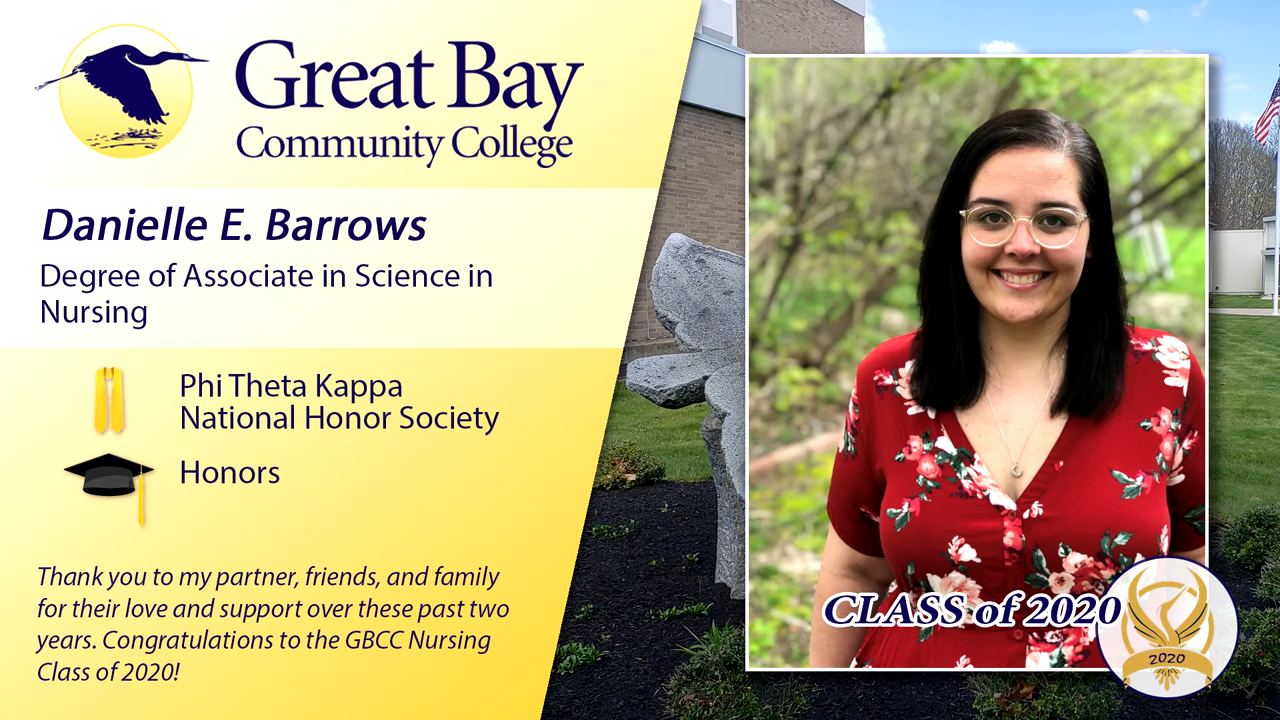 Great Bay
Community College
Danielle E. Barrows
Degree of Associate in Science in
Nursing
Phi Theta Kappa
National Honor Society
Honors
Thank you to my partner, friends, and family
for their love and support over these past two
years. Congratulations to the GBCC Nursing
Class of 2020!
CLASS of 2020
2020